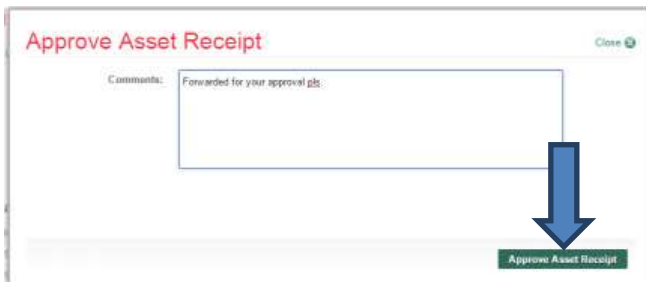 Approve Asset Receipt
Close
Comments:
Forwarded for your approval pls
Approve Asset Receipt